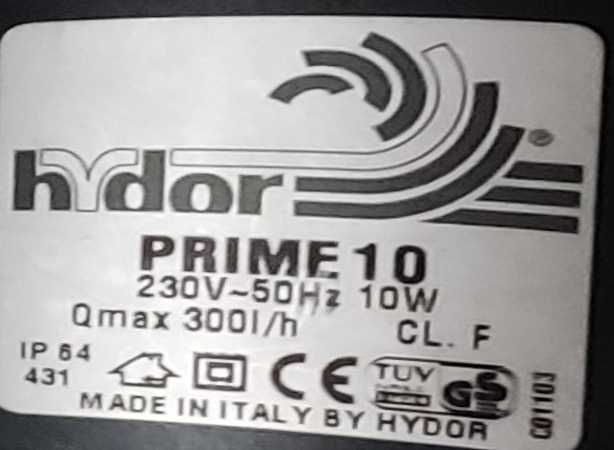 hydor®
PRIME 10
230V~50Hz 10W
Qmax 300l/h CL. F
IP 64
431
CE
TUV
GS
MADE IN ITALY BY HYDOR
C01103